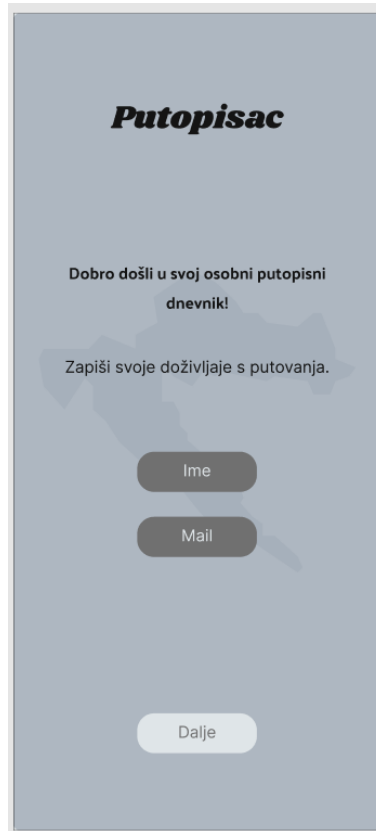 Putopisac
Dobro došli u svoj osobni putopisni
dnevnik!
Zapiši svoje doživljaje s putovanja.
Ime
Mail
Dalje